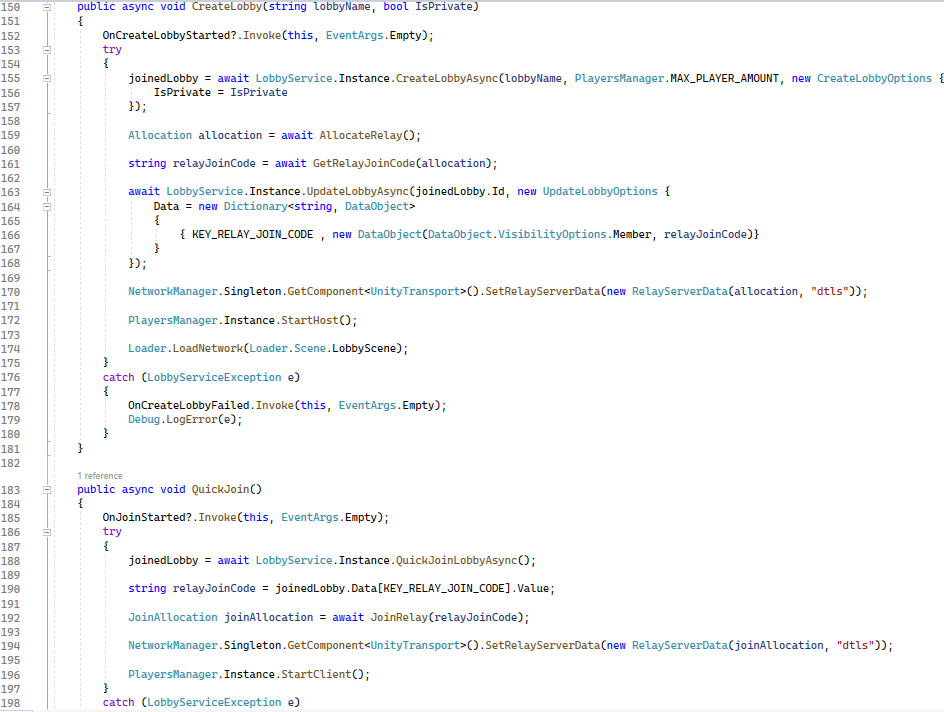 150 public async void CreateLobby(string lobbyName, bool IsPrivate)
151 {
152 OnCreateLobbyStarted?.Invoke(this, EventArgs.Empty);
153 try
154 {
155 joinedLobby = await LobbyService.Instance.CreateLobbyAsync(lobbyName, PlayersManager.MAX_PLAYER_AMOUNT, new CreateLobbyOptions {
156 IsPrivate = IsPrivate
157 });
158
159 Allocation allocation = await AllocateRelay();
160
161 string relayJoinCode = await GetRelayJoinCode(allocation);
162
163 await LobbyService.Instance.UpdateLobbyAsync(joinedLobby.Id, new UpdateLobbyOptions {
164 Data = new Dictionary<string, DataObject>
165 {
166 { KEY_RELAY_JOIN_CODE , new DataObject(DataObject.VisibilityOptions.Member, relayJoinCode)}
167 }
168 });
169
170 NetworkManager.Singleton.GetComponent<UnityTransport>().SetRelayServerData(new RelayServerData(allocation, "dtls"));
171
172 PlayersManager.Instance.StartHost();
173
174 Loader.LoadNetwork(Loader.Scene.LobbyScene);
175 }
176 catch (LobbyServiceException e)
177 {
178 OnCreateLobbyFailed.Invoke(this, EventArgs.Empty);
179 Debug.LogError(e);
180 }
181 }
182
1 reference
183 public async void QuickJoin()
184 {
185 OnJoinStarted?.Invoke(this, EventArgs.Empty);
186 try
187 {
188 joinedLobby = await LobbyService.Instance.QuickJoinLobbyAsync();
189
190 string relayJoinCode = joinedLobby.Data[KEY_RELAY_JOIN_CODE].Value;
191
192 JoinAllocation joinAllocation = await JoinRelay(relayJoinCode);
193
194 NetworkManager.Singleton.GetComponent<UnityTransport>().SetRelayServerData(new RelayServerData(joinAllocation, "dtls"));
195
196 PlayersManager.Instance.StartClient();
197 }
198 catch (LobbyServiceException e)